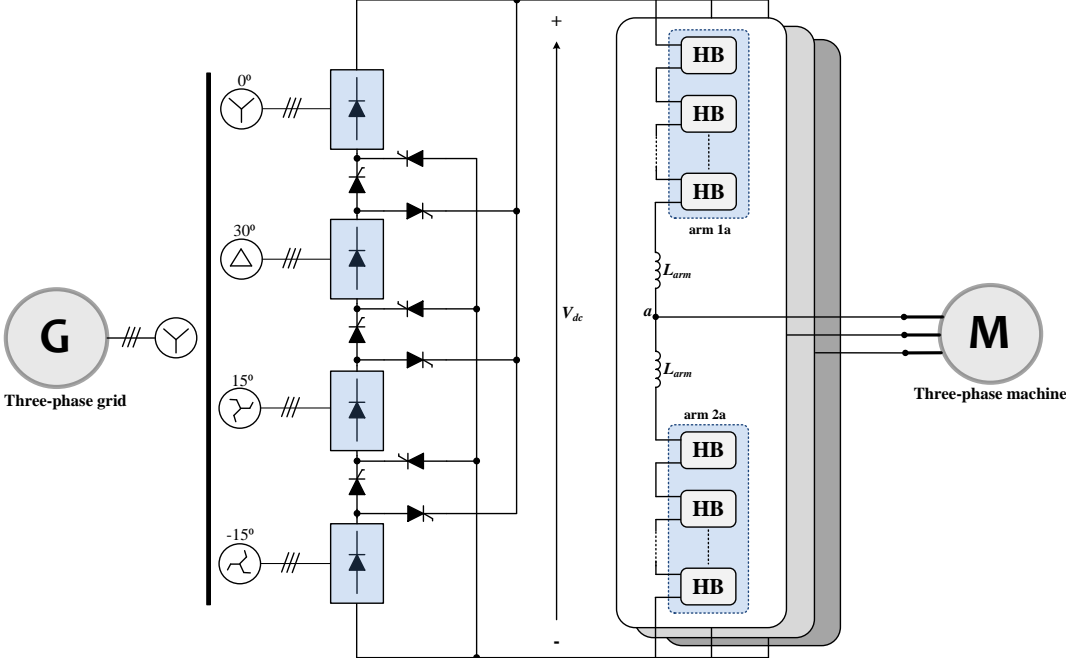 0º
30º
15º
-15º
G
Three-phase grid
+
V_dc
-
HB
HB
HB
arm 1a
L_arm
a
L_arm
arm 2a
HB
HB
HB
M
Three-phase machine